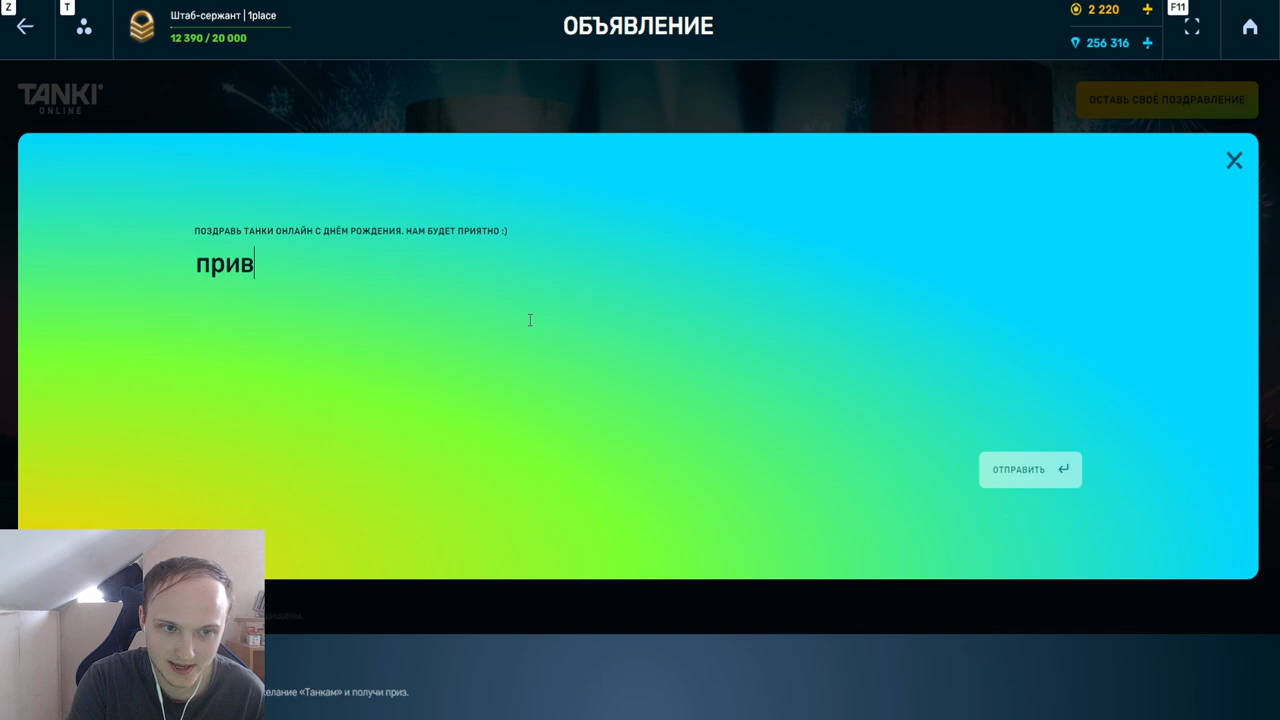 Z
T
Штаб-сержант | 1place
12 390 / 20 000
ОБЪЯВЛЕНИЕ
2 220
256 316
F11
TANKI
ONLINE
ОСТАВЬ СВОЁ ПОЗДРАВЛЕНИЕ
ПОЗДРАВЬ ТАНКИ ОНЛАЙН С ДНЁМ РОЖДЕНИЯ. НАМ БУДЕТ ПРИЯТНО :)
прив
ОТПРАВИТЬ
елание «Танкам» и получи приз.